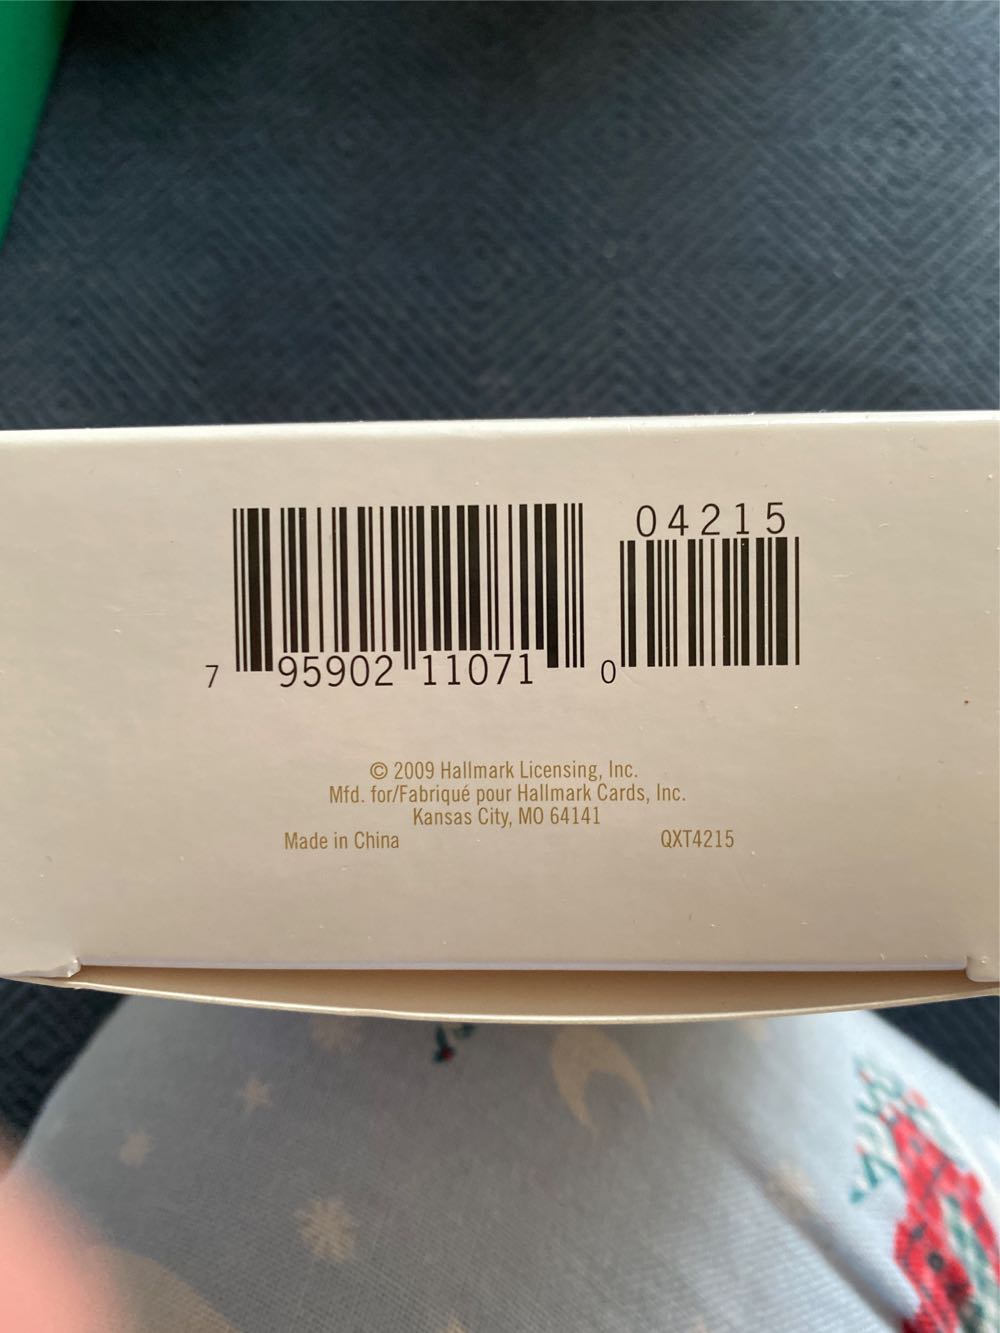 04215
7 95902 11071 0
© 2009 Hallmark Licensing, Inc.
Mfd. for/Fabriqué pour Hallmark Cards, Inc.
Kansas City, MO 64141
Made in China QXT4215